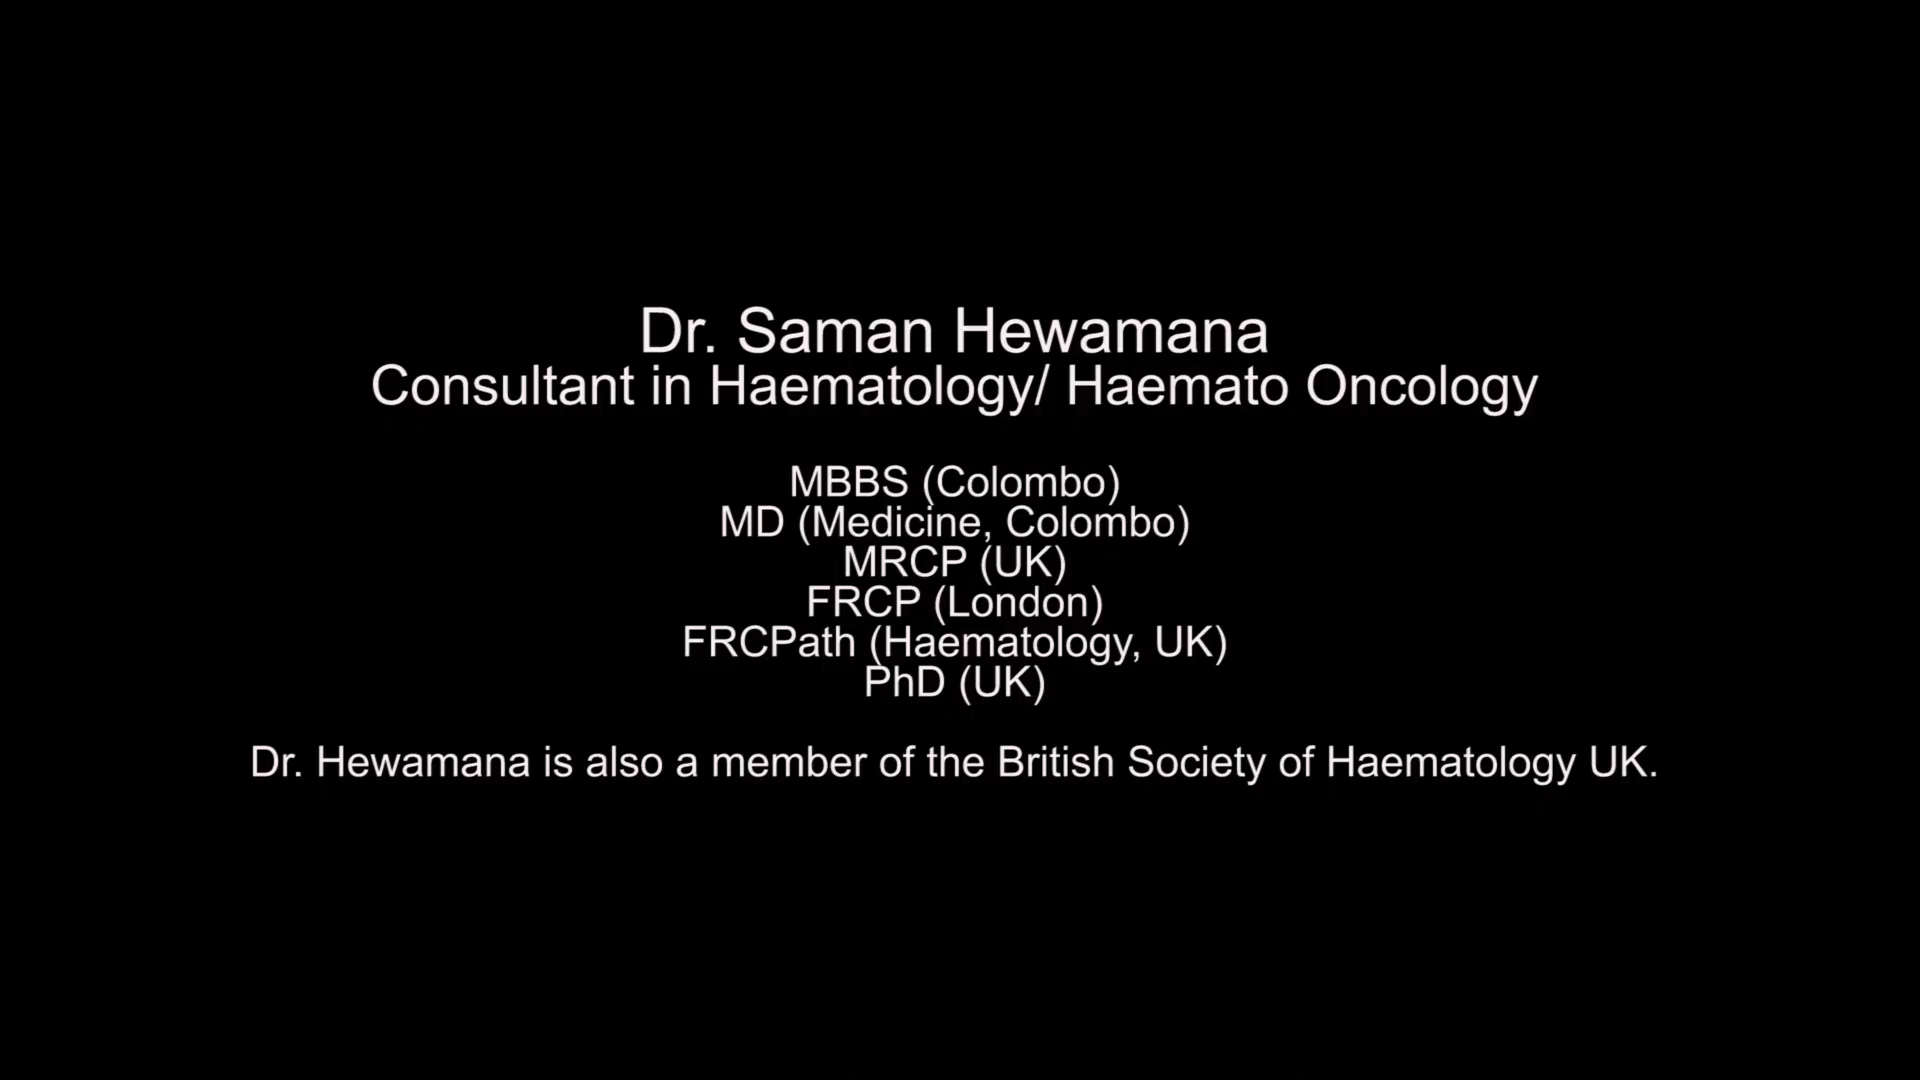 Dr. Saman Hewamana
Consultant in Haematology/ Haemato Oncology
MBBS (Colombo)
MD (Medicine, Colombo)
MRCP (UK)
FRCP (London)
FRCPath (Haematology, UK)
PhD (UK)
Dr. Hewamana is also a member of the British Society of Haematology UK.